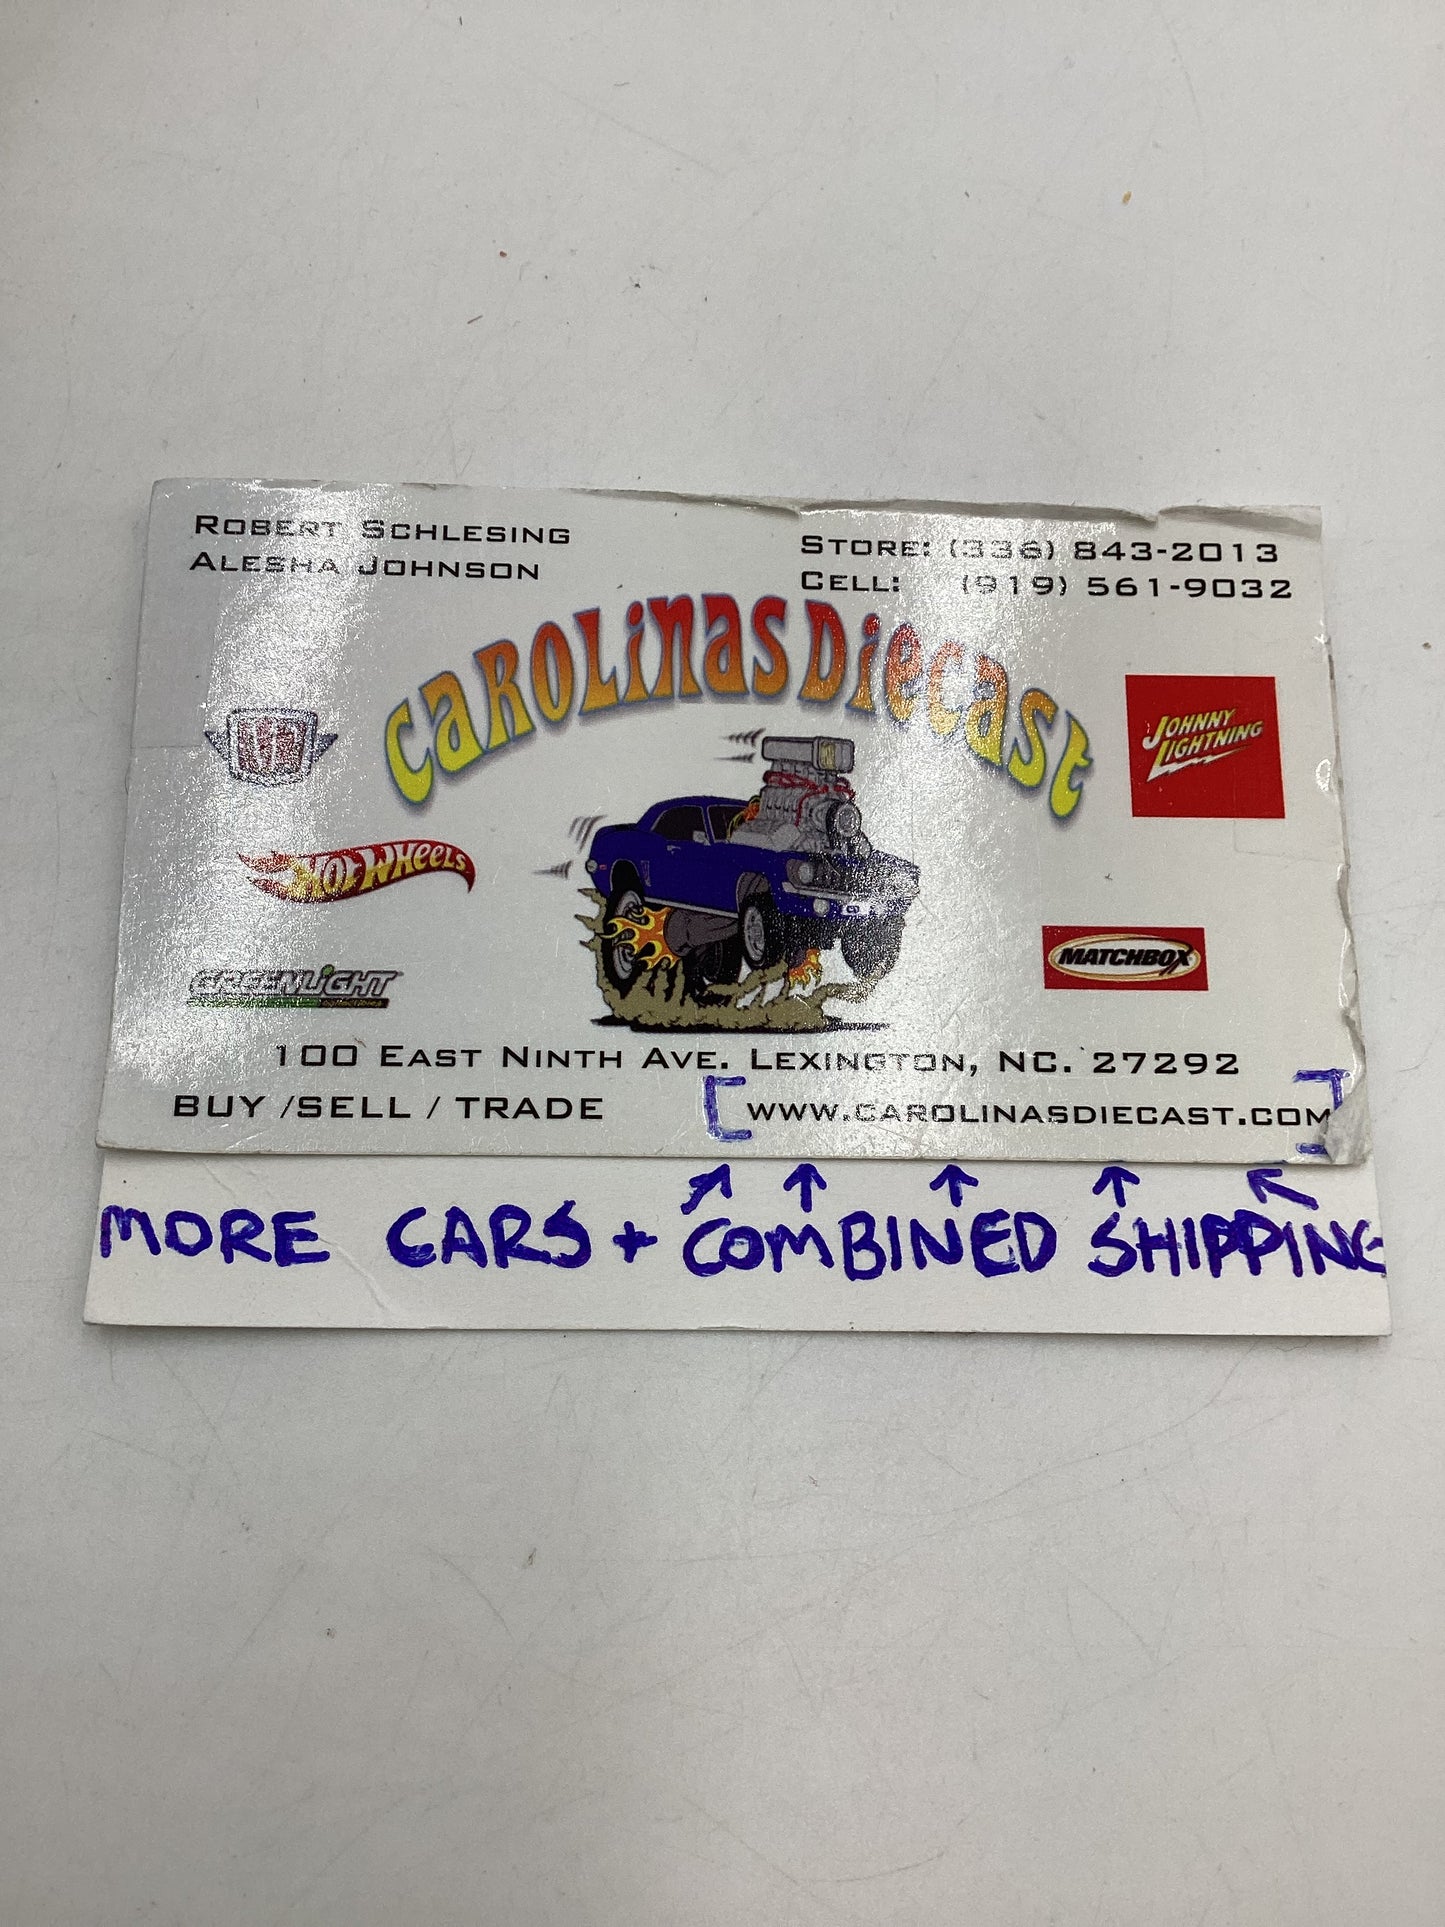 ROBERT SCHLESING
ALESHA JOHNSON
STORE: (336) 843-2013
CELL: (919) 561-9032
CAROLINAS DIECAST
JOHNNY
LIGHTNING
HOT WHEELS
GREENLIGHT
MATCHBOX
100 EAST NINTH AVE. LEXINGTON, NC. 27292
BUY /SELL / TRADE
[WWW.CAROLINASDIECAST.COM]
MORE CARS + COMBINED SHIPPING